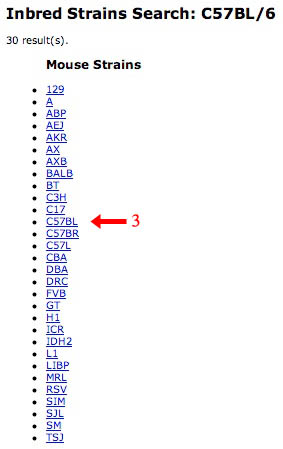 Inbred Strains Search: C57BL/6
30 result(s).
Mouse Strains
129
A
ABP
AEJ
AKR
AX
AXB
BALB
BT
C3H
C17
C57BL
3
C57BR
C57L
CBA
DBA
DRC
FVB
GT
H1
ICR
IDH2
L1
LIBP
MRL
RSV
SIM
SJL
SM
TSJ